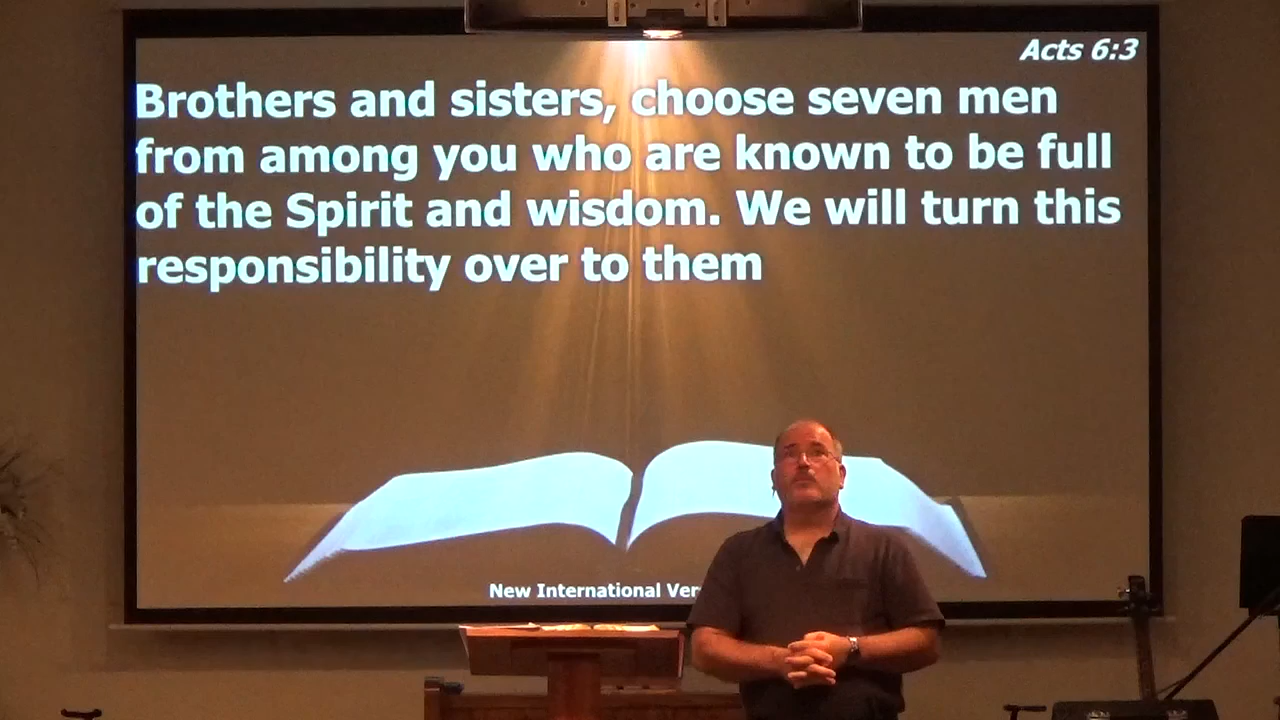 Acts 6:3
Brothers and sisters, choose seven men
from among you who are known to be full
of the Spirit and wisdom. We will turn this
responsibility over to them
New International Ver